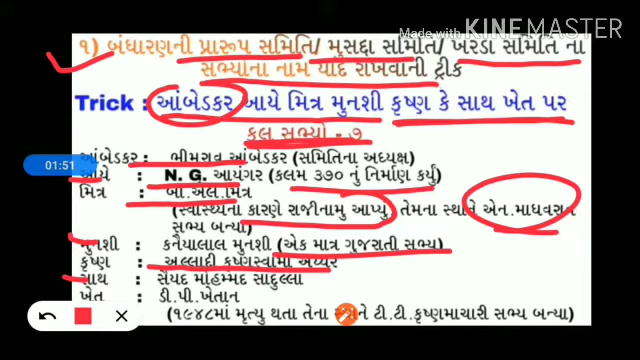 Made with KINEMASTER
૧) બંધારણની પ્રારૂપ સમિતિ/ મુસદ્દા સમિતિ/ ખરડા સમિતિ ના
સભ્યોના નામ યાદ રાખવાની ટ્રીક
Trick : આંબેડકર આયે મિત્ર મુનશી કૃષ્ણ કે સાથ ખેત પર
કુલ સભ્યો - ૭
આંબેડકર : ભીમરાવ આંબેડકર (સમિતિના અધ્યક્ષ)
01:51
આયે : N. G. આયંગર (કલમ ૩૭૦ નું નિર્માણ કર્યું)
મિત્ર : બી.એલ.મિત્ર
(સ્વાસ્થ્યના કારણે રાજીનામુ આપ્યુ, તેમના સ્થાને એન.માધવરાવ
સભ્ય બન્યા)
મુનશી : કનૈયાલાલ મુનશી (એક માત્ર ગુજરાતી સભ્ય)
કૃષ્ણ : અલ્લાદી કૃષ્ણસ્વામી અય્યર
સાથ : સૈયદ મોહમ્મદ સાદુલ્લા
ખેત : ડી.પી.ખેતાન
(૧૯૪૮માં મૃત્યુ થતા તેના સ્થાને ટી.ટી.કૃષ્ણમાચારી સભ્ય બન્યા)